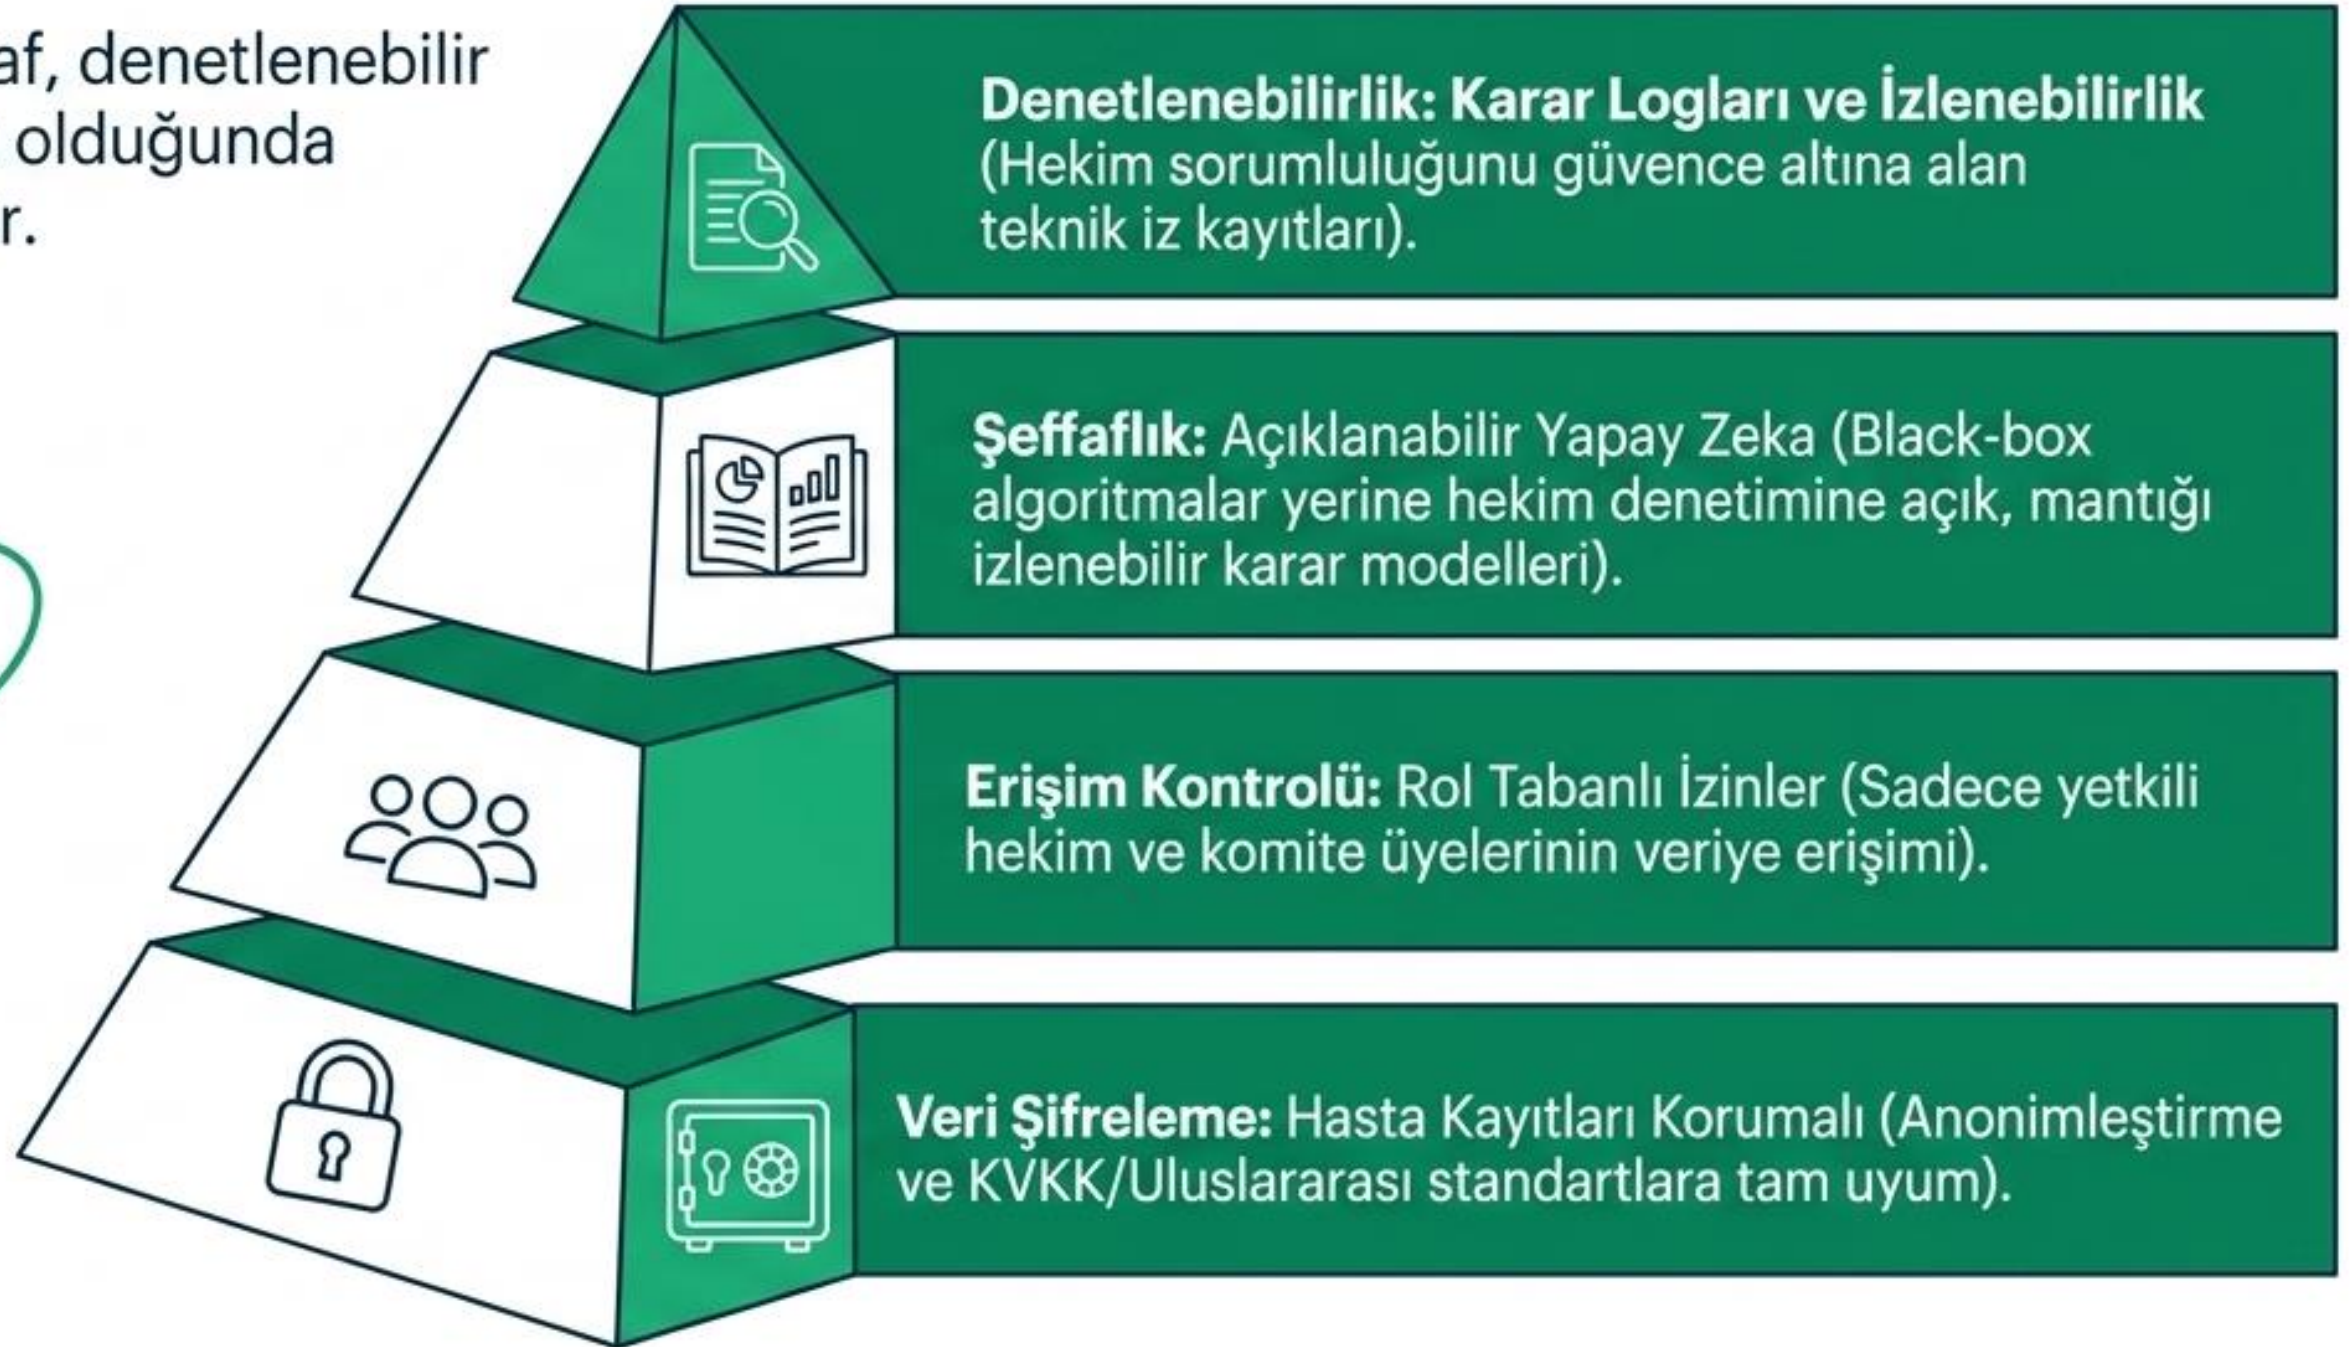 af, denetlenebilir
olduğunda
r.
Denetlenebilirlik: Karar Logları ve İzlenebilirlik
(Hekim sorumluluğunu güvence altına alan
teknik iz kayıtları).
Şeffaflık: Açıklanabilir Yapay Zeka (Black-box
algoritmalar yerine hekim denetimine açık, mantığı
izlenebilir karar modelleri).
Erişim Kontrolü: Rol Tabanlı İzinler (Sadece yetkili
hekim ve komite üyelerinin veriye erişimi).
Veri Şifreleme: Hasta Kayıtları Korumalı (Anonimleştirme
ve KVKK/Uluslararası standartlara tam uyum).